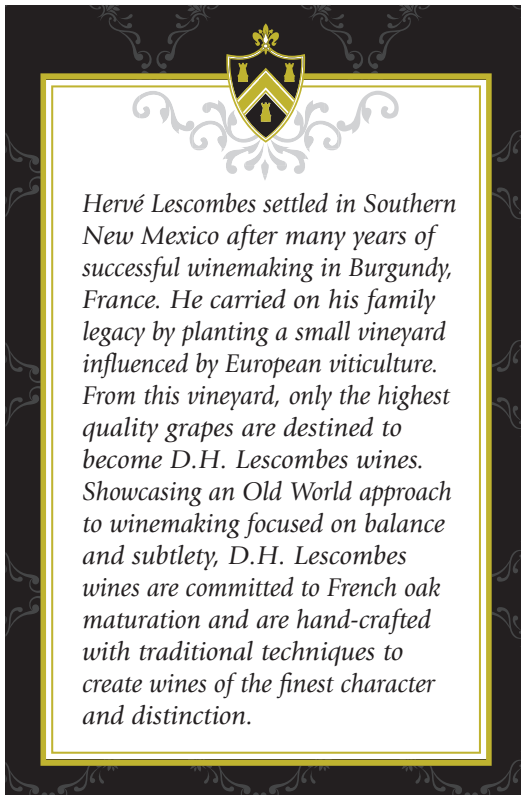 Hervé Lescombes settled in Southern
New Mexico after many years of
successful winemaking in Burgundy,
France. He carried on his family
legacy by planting a small vineyard
influenced by European viticulture.
From this vineyard, only the highest
quality grapes are destined to
become D.H. Lescombes wines.
Showcasing an Old World approach
to winemaking focused on balance
and subtlety, D.H. Lescombes
wines are committed to French oak
maturation and are hand-crafted
with traditional techniques to
create wines of the finest character
and distinction.